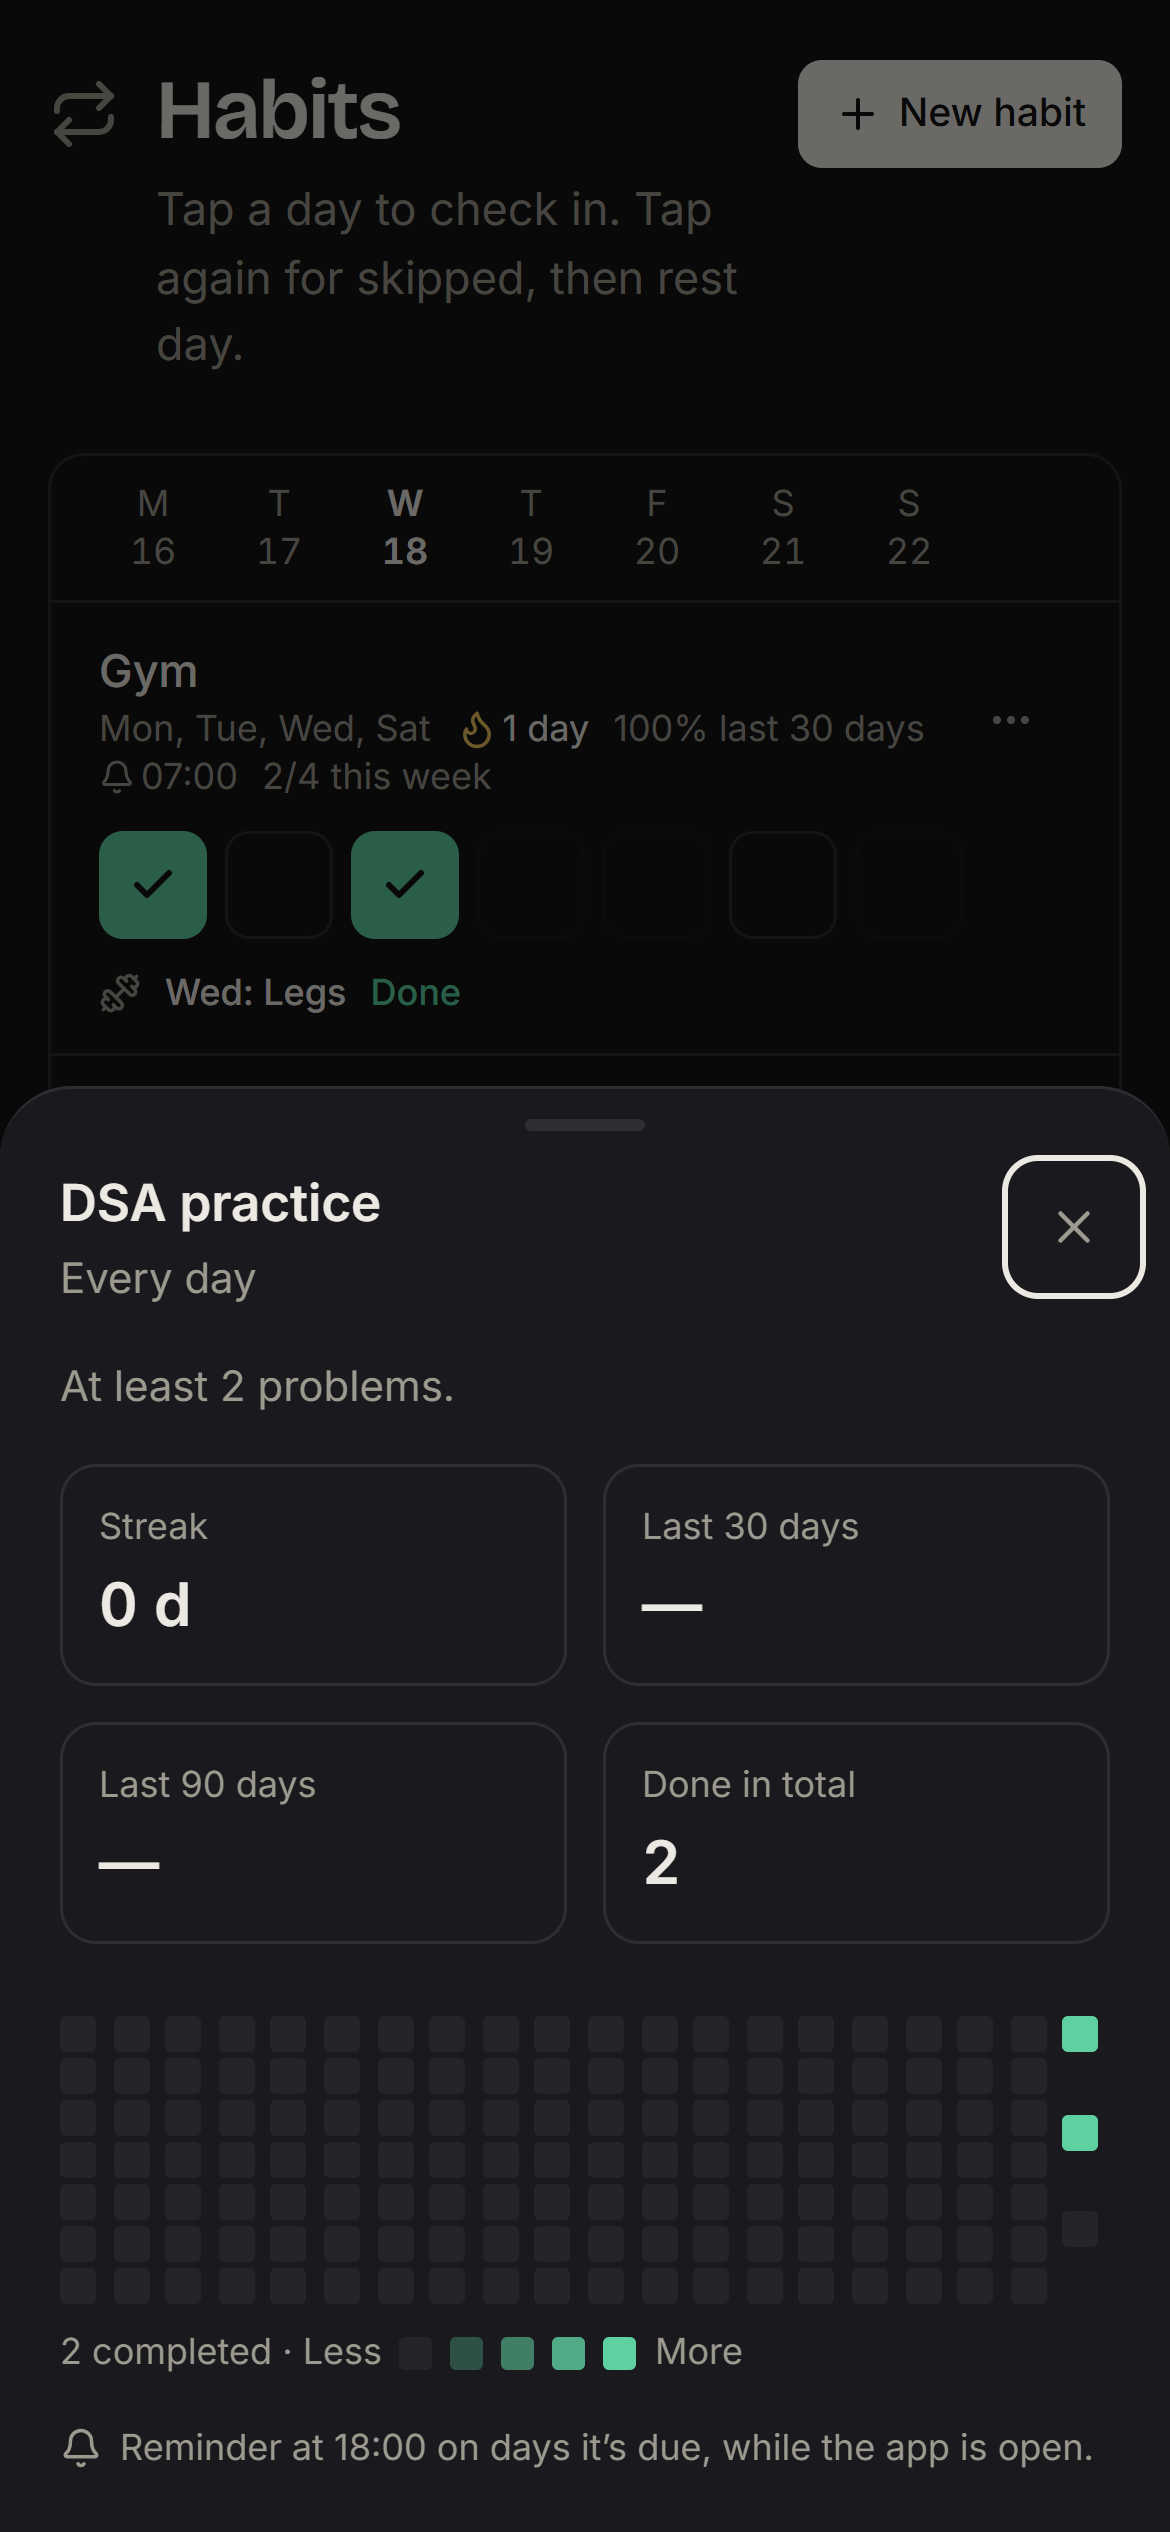 Habits
New habit
Tap a day to check in. Tap
again for skipped, then rest
day.
M T W T F S S
16 17 18 19 20 21 22
Gym
Mon, Tue, Wed, Sat 1 day 100% last 30 days
07:00 2/4 this week
Wed: Legs Done
DSA practice
Every day
At least 2 problems.
Streak
0 d
Last 30 days
—
Last 90 days
—
Done in total
2
2 completed · Less More
Reminder at 18:00 on days it’s due, while the app is open.